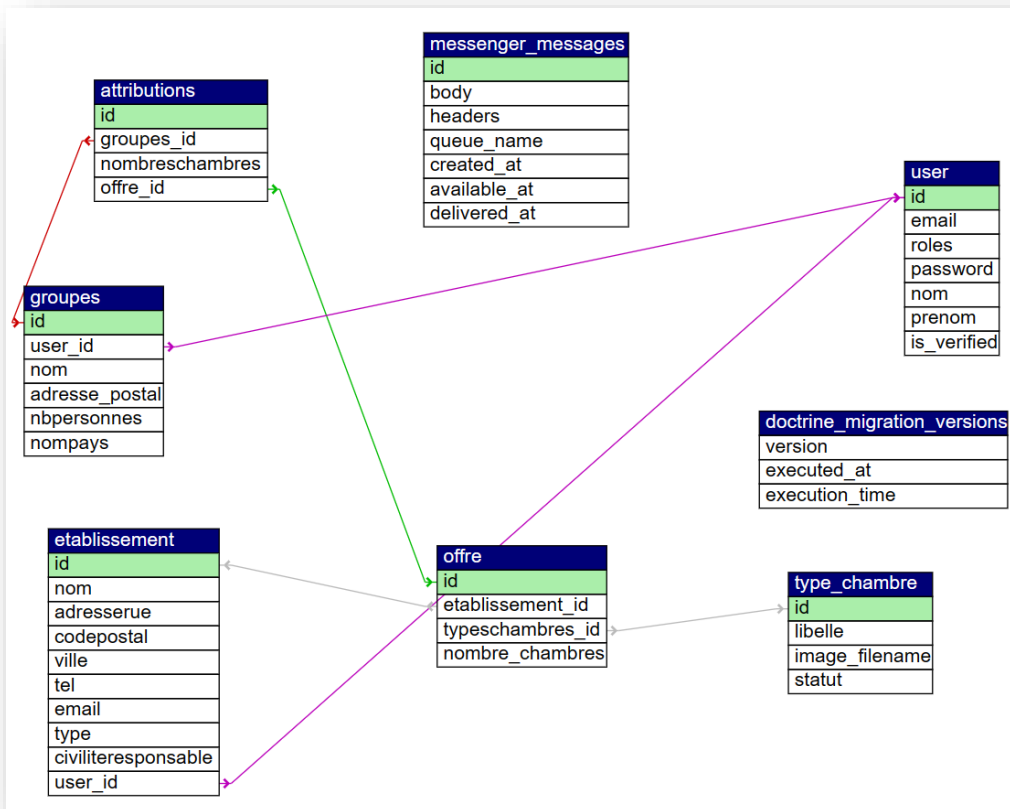 messenger_messages
id
body
headers
queue_name
created_at
available_at
delivered_at
attributions
id
groupes_id
nombreschambres
offre_id
user
id
email
roles
password
nom
prenom
is_verified
groupes
id
user_id
nom
adresse_postal
nbpersonnes
nompays
doctrine_migration_versions
version
executed_at
execution_time
etablissement
id
nom
adresserue
codepostal
ville
tel
email
type
civiliteresponsable
user_id
offre
id
etablissement_id
typeschambres_id
nombre_chambres
type_chambre
id
libelle
image_filename
statut